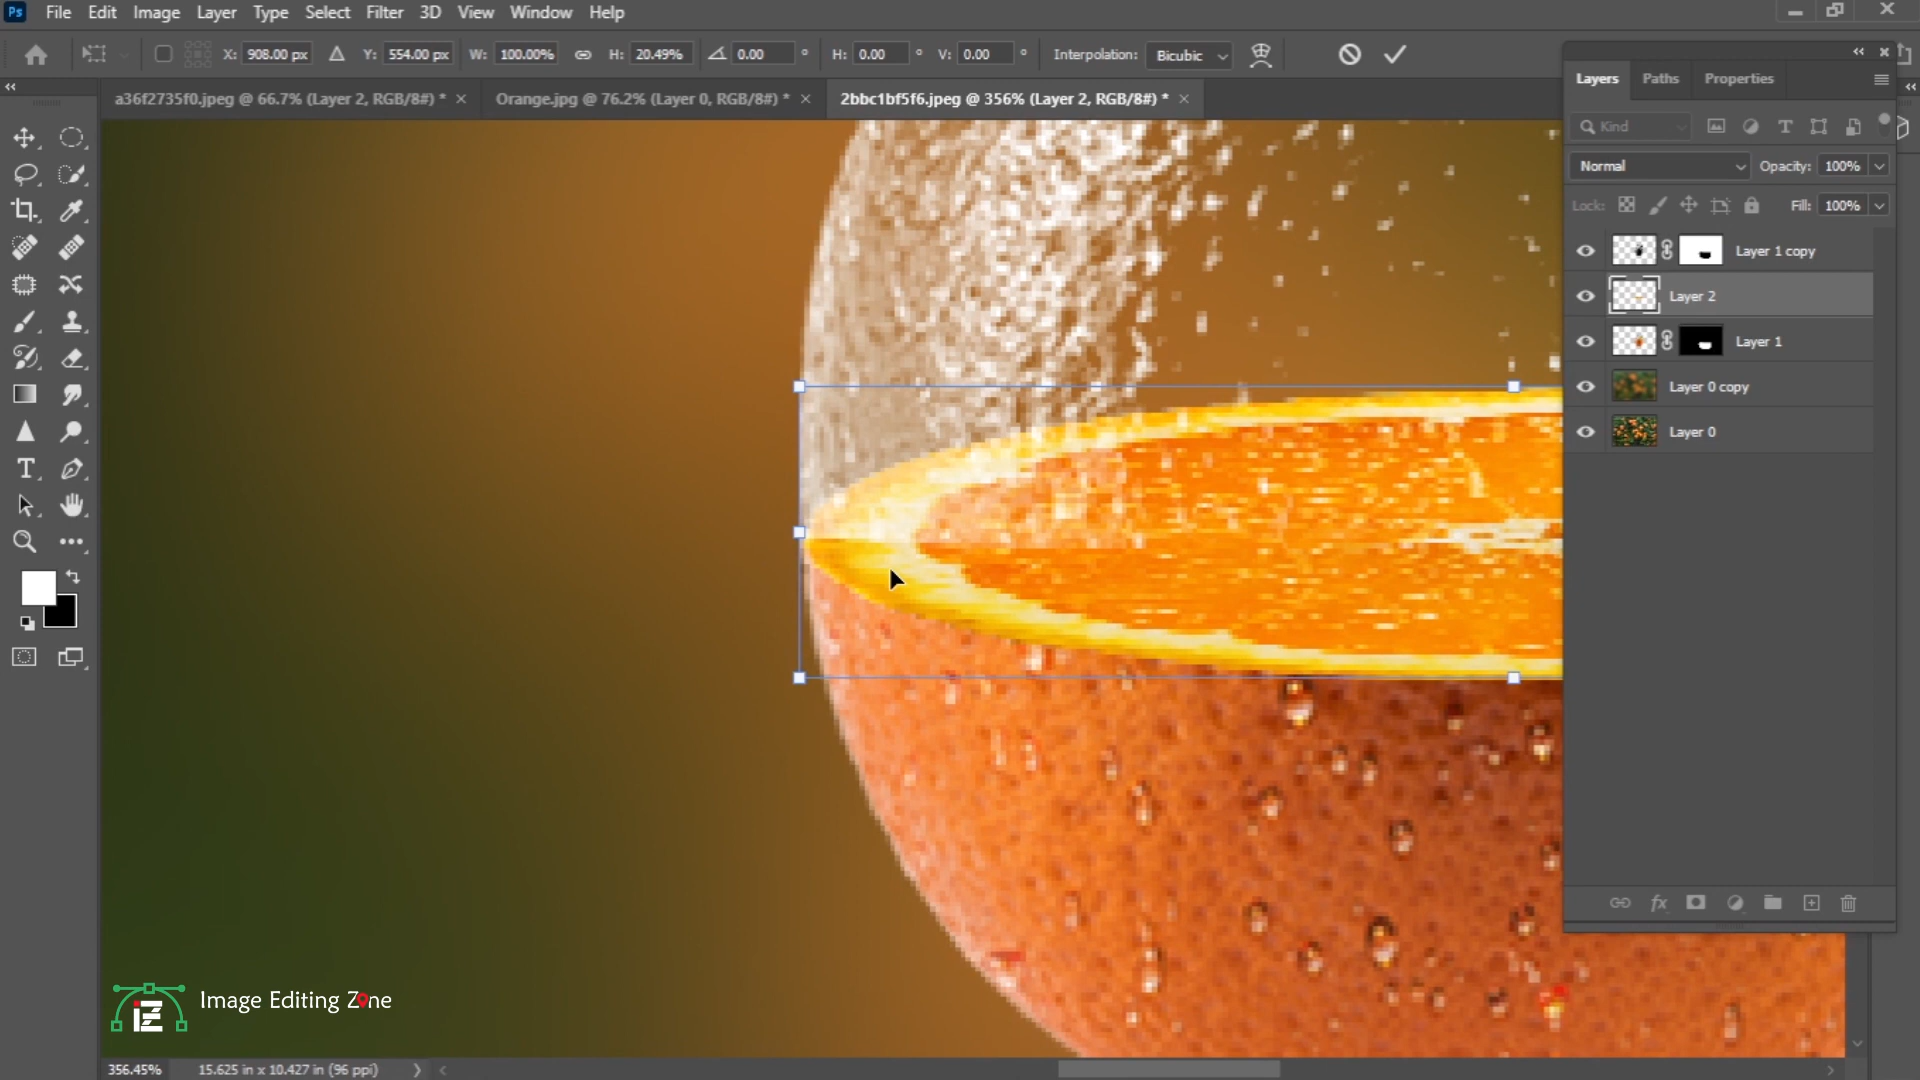 Ps File Edit Image Layer Type Select Filter 3D View Window Help
X: 908.00 px Y: 554.00 px W: 100.00% H: 20.49% 0.00 ° H: 0.00 ° V: 0.00 ° Interpolation: Bicubic
a36f2735f0.jpeg @ 66.7% (Layer 2, RGB/8#) * Orange.jpg @ 76.2% (Layer 0, RGB/8#) * 2bbc1bf5f6.jpeg @ 356% (Layer 2, RGB/8#) *
Layers Paths Properties
Kind
Normal Opacity: 100%
Lock: Fill: 100%
Layer 1 copy
Layer 2
Layer 1
Layer 0 copy
Layer 0
fx
iZ Image Editing Zone
356.45% 15.625 in x 10.427 in (96 ppi)